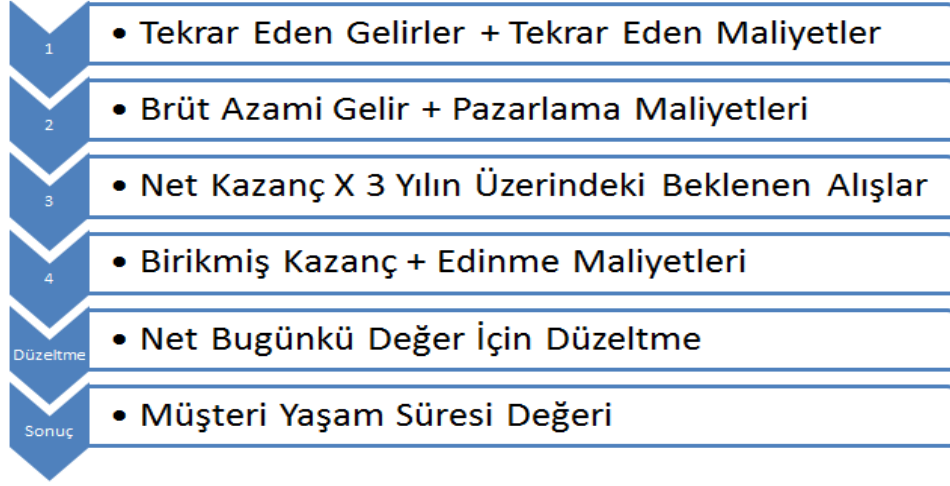 1
• Tekrar Eden Gelirler + Tekrar Eden Maliyetler
2
• Brüt Azami Gelir + Pazarlama Maliyetleri
3
• Net Kazanç X 3 Yılın Üzerindeki Beklenen Alışlar
4
• Birikmiş Kazanç + Edinme Maliyetleri
Düzeltme
• Net Bugünkü Değer İçin Düzeltme
Sonuç
• Müşteri Yaşam Süresi Değeri